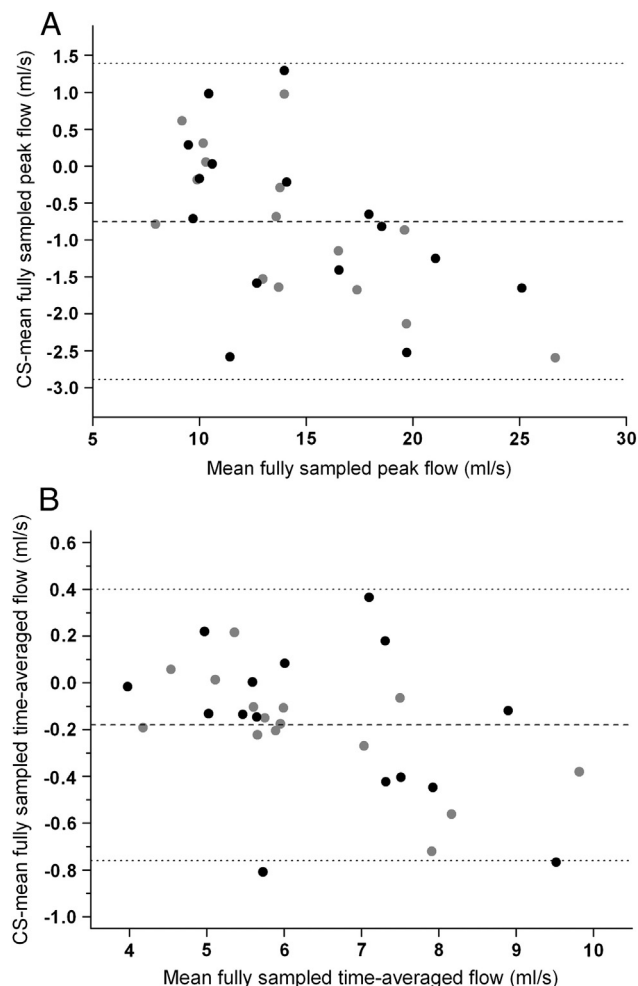 A
CS-mean fully sampled peak flow (ml/s)
1.5
1.0
0.5
0.0
-0.5
-1.0
-1.5
-2.0
-2.5
-3.0
5 10 15 20 25 30
Mean fully sampled peak flow (ml/s)
B
CS-mean fully sampled time-averaged flow (ml/s)
0.6
0.4
0.2
0.0
-0.2
-0.4
-0.6
-0.8
-1.0
4 5 6 7 8 9 10
Mean fully sampled time-averaged flow (ml/s)